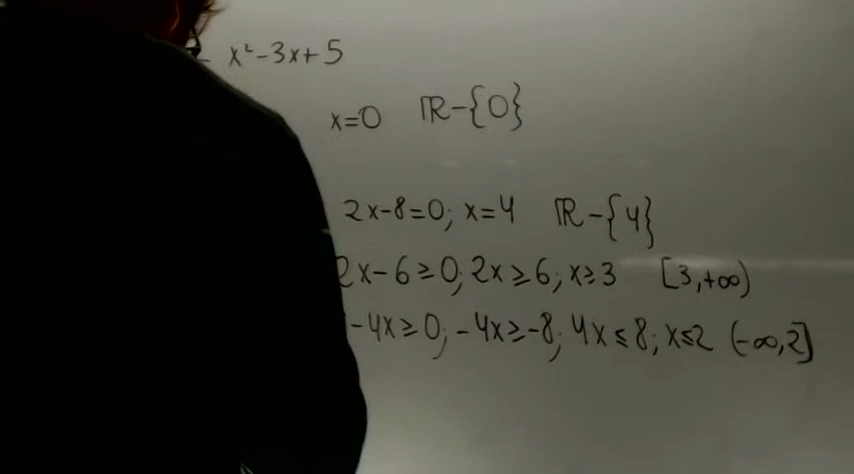 x²-3x+5
x=0 ℝ-{0}
2x-8=0; x=4 ℝ-{4}
2x-6≥0; 2x≥6; x≥3 [3,+∞)
-4x≥0; -4x≥-8; 4x≤8; x≤2 (-∞,2]